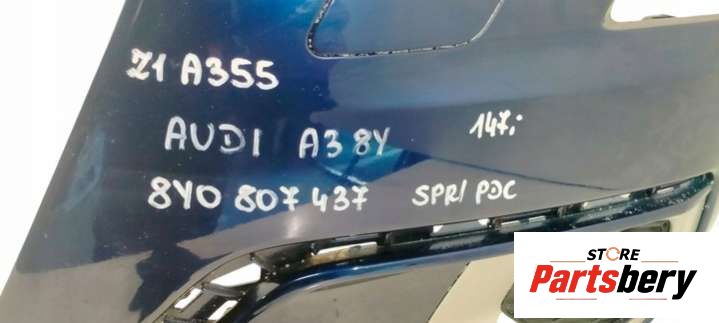 Z1 A355
AUDI A3 8Y 147,-
8Y0 807 437 SPR/ PDC
STORE
Partsbery